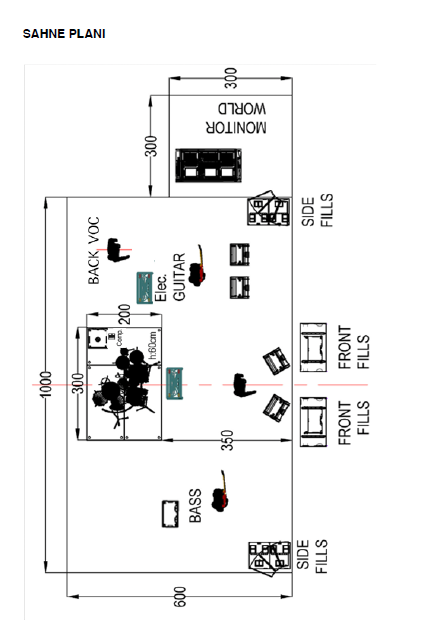 SAHNE PLANI
300
MONITOR
WORLD
300
SIDE
FILLS
BACK VOC
Elec.
GUITAR
200
h:60cm
300
1000
FRONT
FILLS
350
FRONT
FILLS
BASS
SIDE
FILLS
600